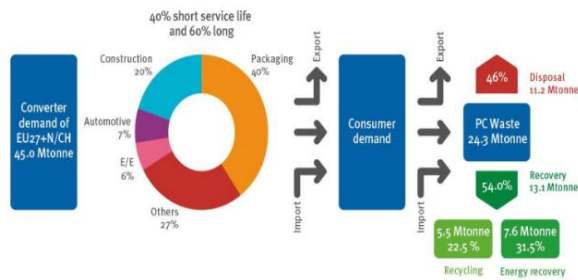 40% short service life
and 60% long
Converter
demand of
EU27+N/CH
45.0 Mtonne
Construction
20%
Packaging
40%
Automotive
7%
E/E
6%
Others
27%
Export
Import
Consumer
demand
Export
Import
46%
Disposal
11.2 Mtonne
PC Waste
24.3 Mtonne
Recovery
13.1 Mtonne
54.0%
5.5 Mtonne
22.5 %
7.6 Mtonne
31.5%
Recycling
Energy recovery